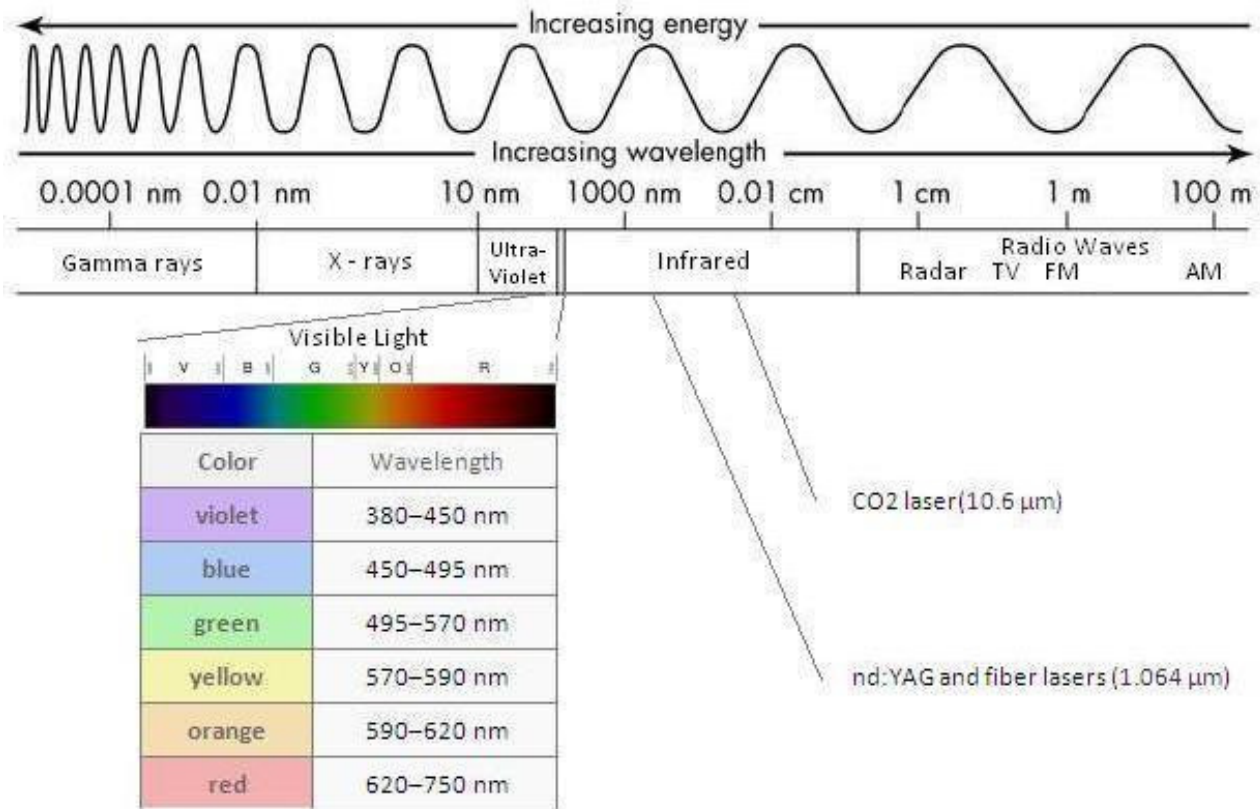 Increasing energy
Increasing wavelength
0.0001 nm 0.01 nm 10 nm 1000 nm 0.01 cm 1 cm 1 m 100 m
Gamma rays X - rays Ultra-
Violet Infrared Radio Waves
Radar TV FM AM
Visible Light
V B G Y O R
Color Wavelength
violet 380–450 nm
blue 450–495 nm
green 495–570 nm
yellow 570–590 nm
orange 590–620 nm
red 620–750 nm
CO2 laser (10.6 µm)
nd:YAG and fiber lasers (1.064 µm)